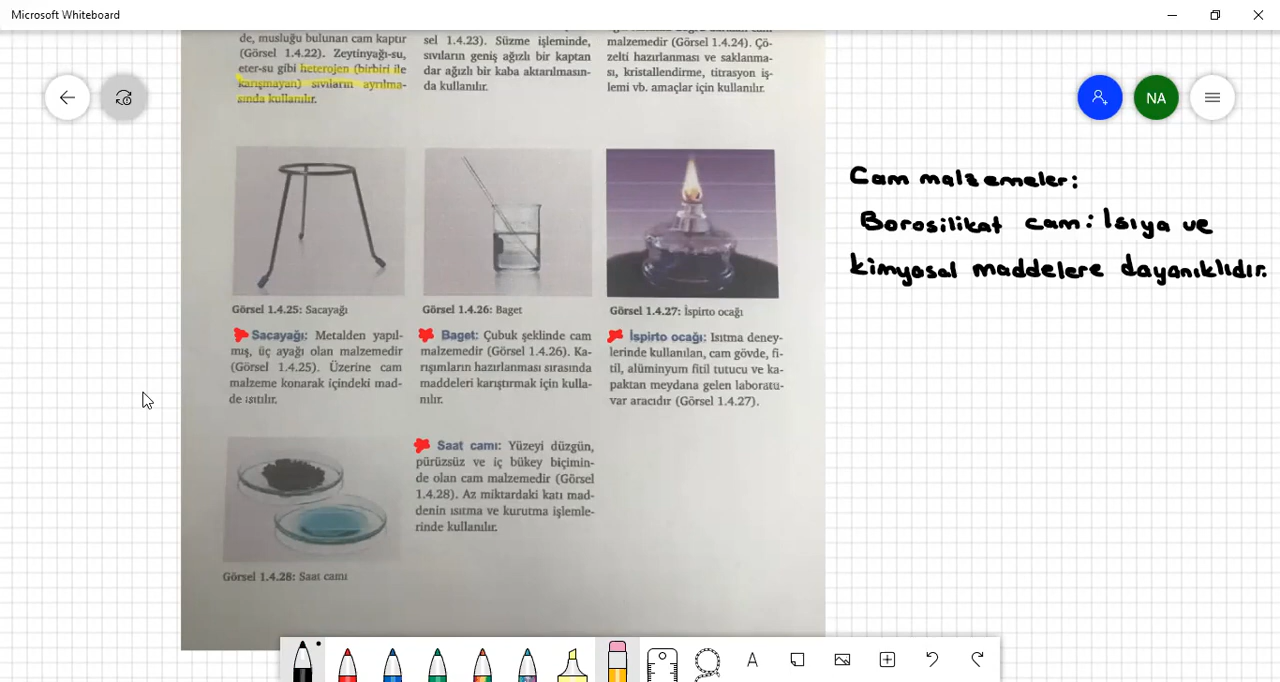 Microsoft Whiteboard
de, musluğu bulunan cam kaptır
(Görsel 1.4.22). Zeytinyağı-su,
eter-su gibi heterojen (birbiri ile
karışmayan) sıvıların ayrılma-
sında kullanılır.
sel 1.4.23). Süzme işleminde,
sıvıların geniş ağızlı bir kaptan
dar ağızlı bir kaba aktarılmasın-
da kullanılır.
malzemedir (Görsel 1.4.24). Çö-
zelti hazırlanması ve saklanma-
sı, kristallendirme, titrasyon iş-
lemi vb. amaçlar için kullanılır.
NA
Cam malzemeler:
Borosilikat cam: Isıya ve
kimyasal maddelere dayanıklıdır.
Görsel 1.4.25: Sacayağı
Görsel 1.4.26: Baget
Görsel 1.4.27: İspirto ocağı
Sacayağı: Metalden yapıl-
mış, üç ayağı olan malzemedir
(Görsel 1.4.25). Üzerine cam
malzeme konarak içindeki mad-
de ısıtılır.
Baget: Çubuk şeklinde cam
malzemedir (Görsel 1.4.26). Ka-
rışımların hazırlanması sırasında
maddeleri karıştırmak için kulla-
nılır.
İspirto ocağı: Isıtma deney-
lerinde kullanılan, cam gövde, fi-
til, alüminyum fitil tutucu ve ka-
paktan meydana gelen laboratu-
var aracıdır (Görsel 1.4.27).
Saat camı: Yüzeyi düzgün,
pürüzsüz ve iç bükey biçimin-
de olan cam malzemedir (Görsel
1.4.28). Az miktardaki katı mad-
denin ısıtma ve kurutma işlemle-
rinde kullanılır.
Görsel 1.4.28: Saat camı
A